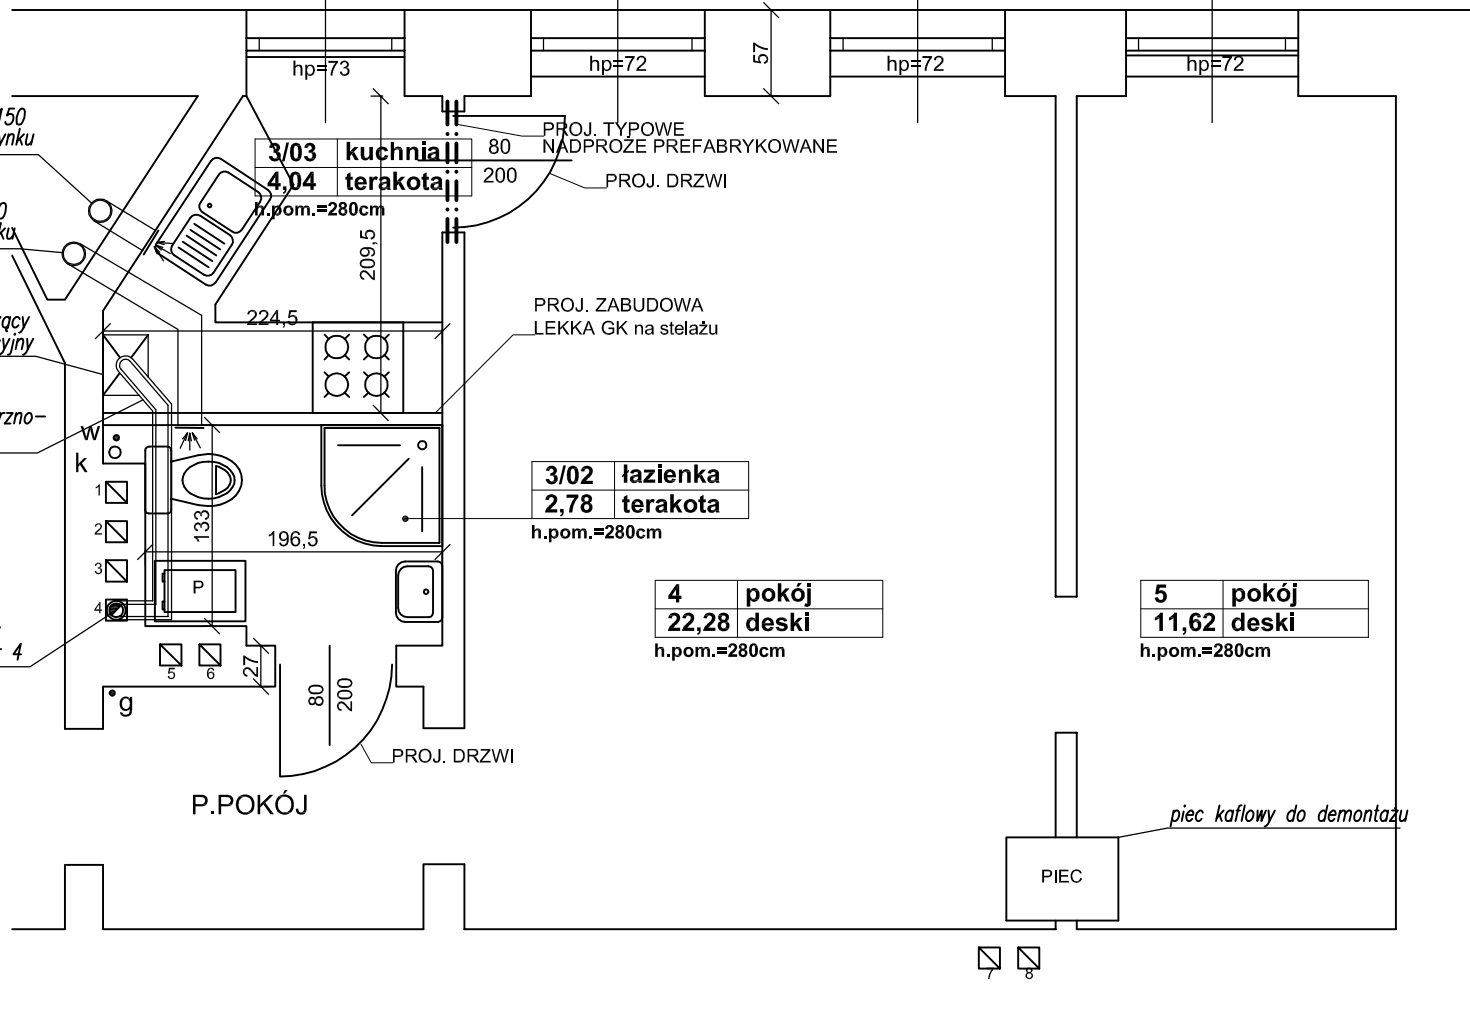 hp=73
hp=72
hp=72
hp=72
57
150
ynku
3/03 kuchnia
4,04 terakota
h.pom.=280cm
80
200
PROJ. TYPOWE
NADPROŻE PREFABRYKOWANE
PROJ. DRZWI
0
ku
209,5
224,5
PROJ. ZABUDOWA
LEKKA GK na stelażu
yjny
rzno-
w
k
1
2
3
4
133
196,5
P
3/02 łazienka
2,78 terakota
h.pom.=280cm
4 pokój
22,28 deski
h.pom.=280cm
5 pokój
11,62 deski
h.pom.=280cm
4
5
6
27
80
200
g
PROJ. DRZWI
P.POKÓJ
piec kaflowy do demontażu
PIEC
7
8